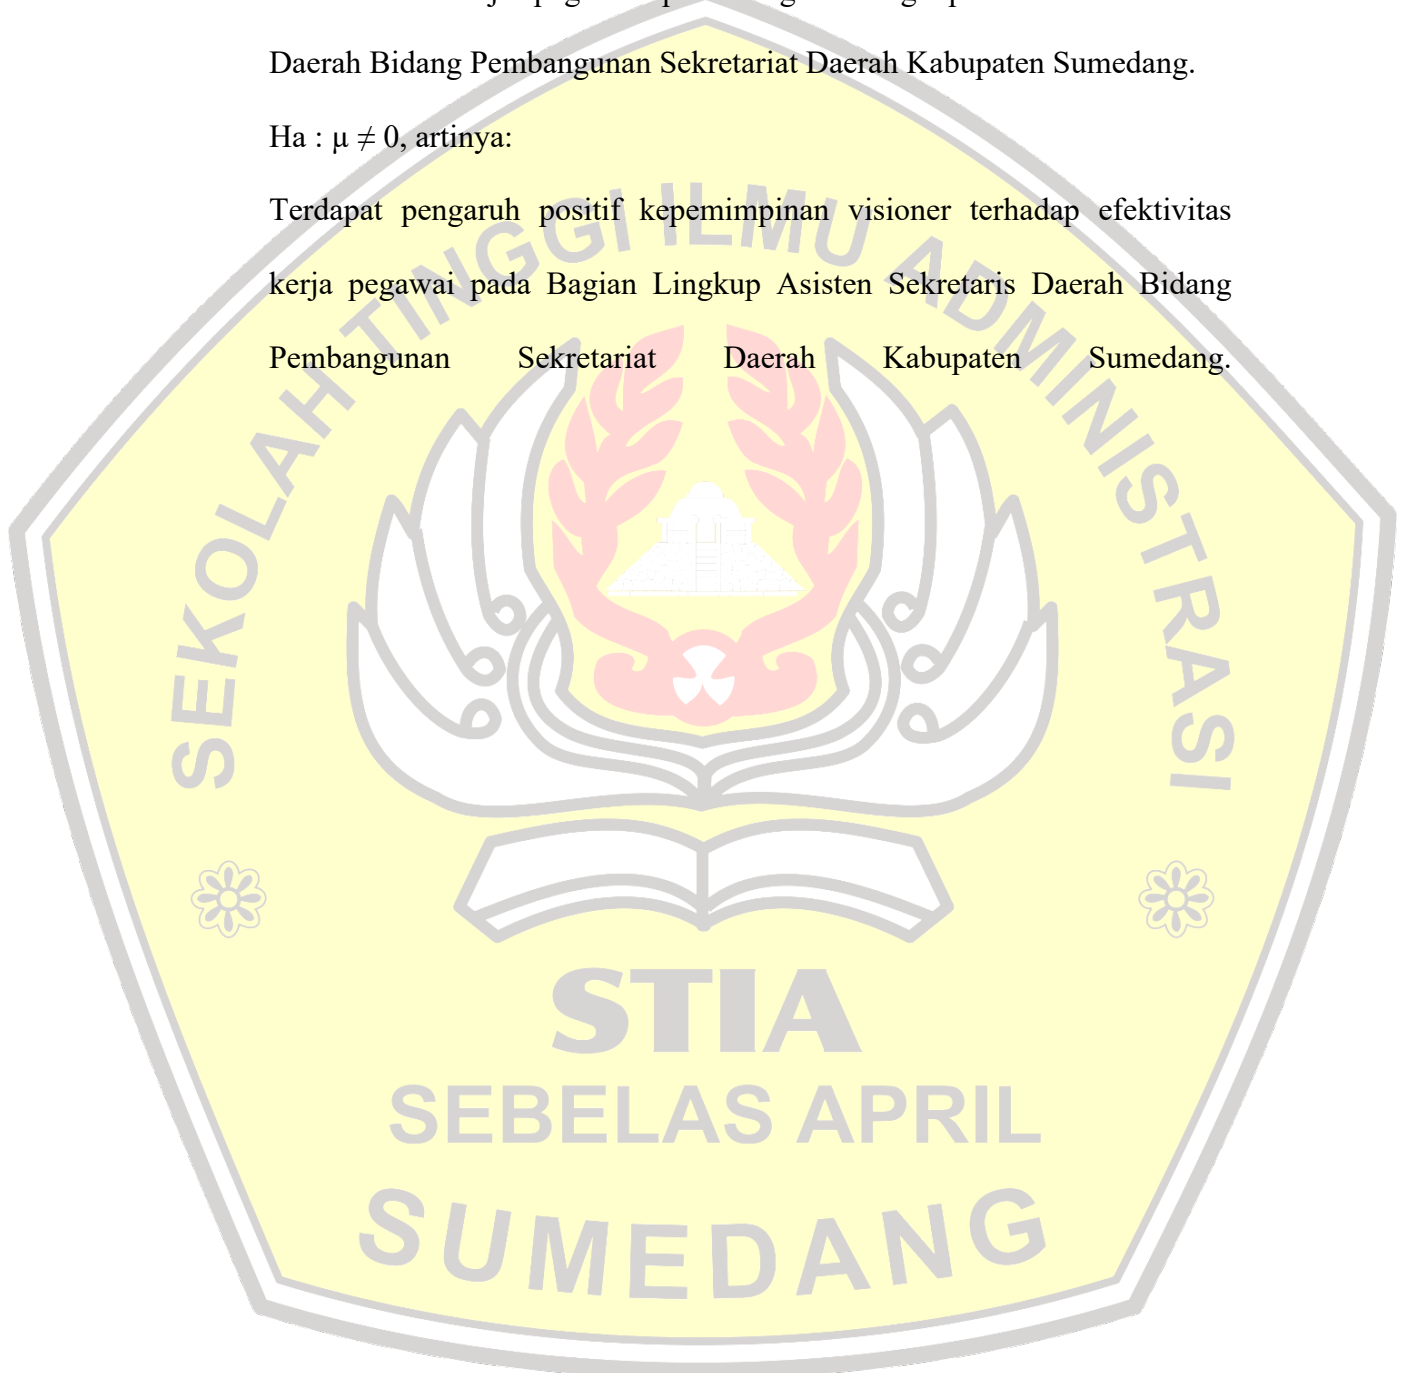 Daerah Bidang Pembangunan Sekretariat Daerah Kabupaten Sumedang.
Ha : µ ≠ 0, artinya:
Terdapat pengaruh positif kepemimpinan visioner terhadap efektivitas
kerja pegawai pada Bagian Lingkup Asisten Sekretaris Daerah Bidang
Pembangunan Sekretariat Daerah Kabupaten Sumedang.
SEKOLAH TINGGI ILMU ADMINISTRASI
STIA
SEBELAS APRIL
SUMEDANG